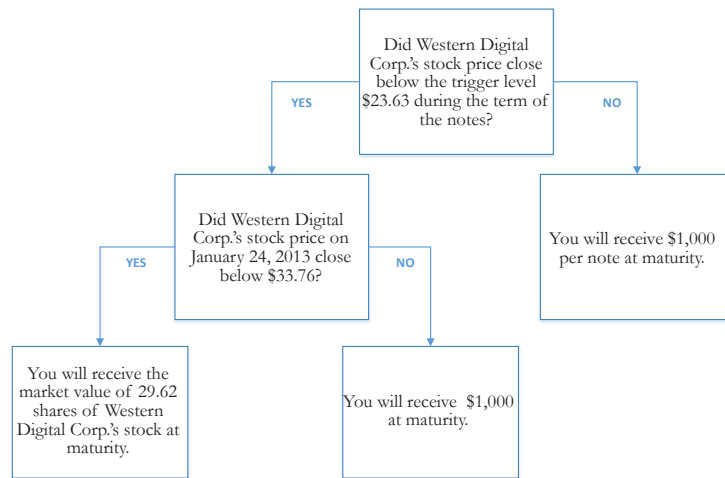 Did Western Digital
Corp.'s stock price close
below the trigger level
$23.63 during the term of
the notes?
YES
NO
Did Western Digital
Corp.'s stock price on
January 24, 2013 close
below $33.76?
You will receive $1,000
per note at maturity.
YES
NO
You will receive the
market value of 29.62
shares of Western
Digital Corp.'s stock at
maturity.
You will receive $1,000
at maturity.